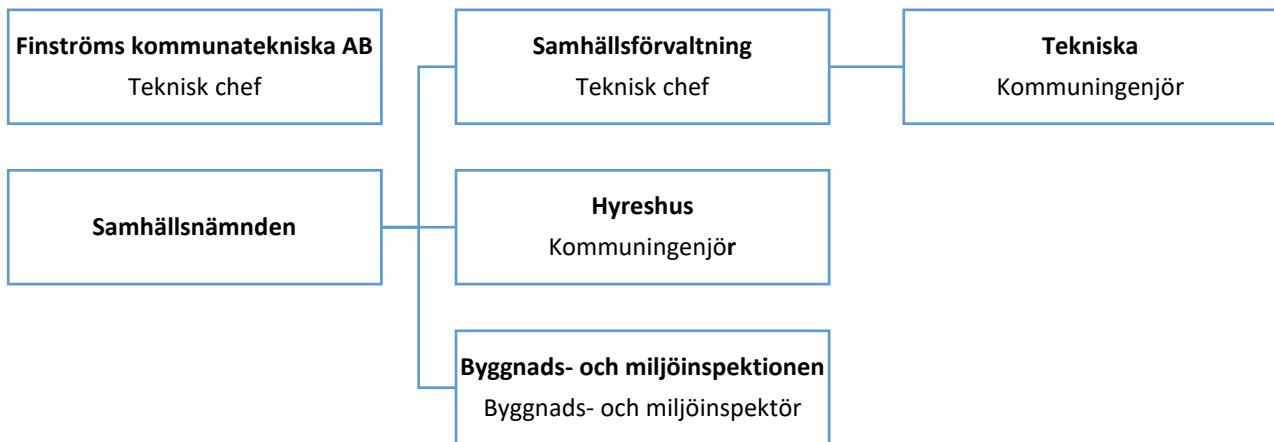 Finströms kommunatekniska AB
Teknisk chef
Samhällsförvaltning
Teknisk chef
Tekniska
Kommuningenjör
Samhällsnämnden
Hyreshus
Kommuningenjör
Byggnads- och miljöinspektionen
Byggnads- och miljöinspektör